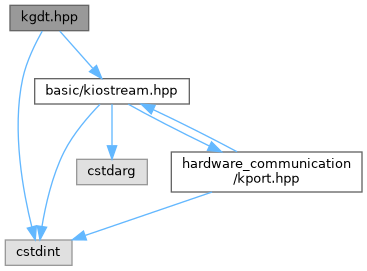 kgdt.hpp
basic/kiostream.hpp
cstdarg
hardware_communication
/kport.hpp
cstdint